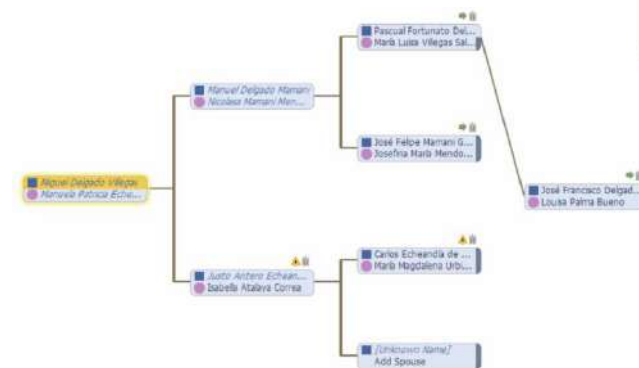 Pascual Fortunato Del...
María Luisa Villegas Sal...
Manuel Delgado Mamani
Nicolasa Mamani Men...
José Felipe Mamani G...
Josefina María Mendo...
Miguel Delgado Villegas
Manuela Patricia Eche...
José Francisco Delgad...
Louisa Palma Bueno
Carlos Echeandía de ...
María Magdalena Urbi...
Justo Antero Echean...
Isabella Atalaya Correa
[Unknown Name]
Add Spouse